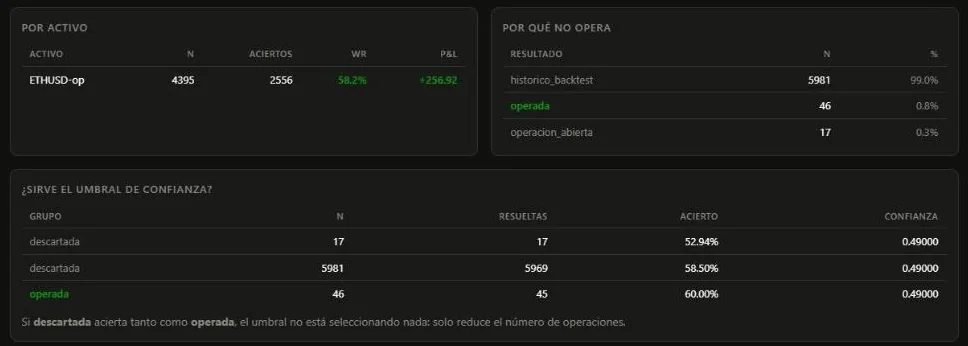 POR ACTIVO
ACTIVO N ACIERTOS WR P&L
ETHUSD-op 4395 2556 58.2% +256.92
POR QUÉ NO OPERA
RESULTADO N %
historico_backtest 5981 99.0%
operada 46 0.8%
operacion_abierta 17 0.3%
¿SIRVE EL UMBRAL DE CONFIANZA?
GRUPO N RESUELTAS ACIERTO CONFIANZA
descartada 17 17 52.94% 0.49000
descartada 5981 5969 58.50% 0.49000
operada 46 45 60.00% 0.49000
Si descartada acierta tanto como operada, el umbral no está seleccionando nada: solo reduce el número de operaciones.